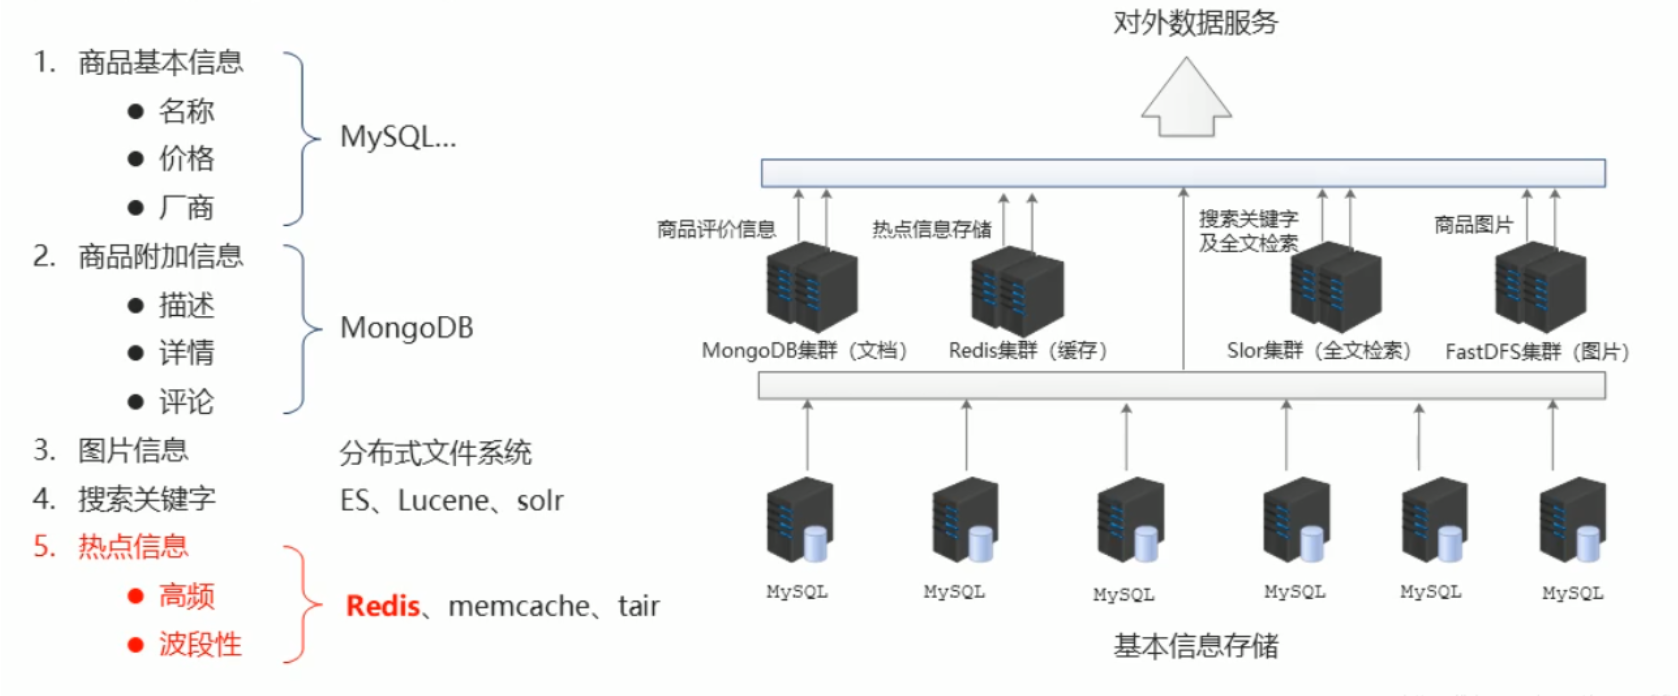 1. 商品基本信息
● 名称
● 价格
● 厂商
MySQL...
2. 商品附加信息
● 描述
● 详情
● 评论
MongoDB
3. 图片信息 分布式文件系统
4. 搜索关键字 ES、Lucene、solr
5. 热点信息
● 高频
● 波段性
Redis、memcache、tair
对外数据服务
商品评价信息
热点信息存储
搜索关键字
及全文检索
商品图片
MongoDB集群（文档）
Redis集群（缓存）
Slor集群（全文检索）
FastDFS集群（图片）
MySQL
MySQL
MySQL
MySQL
MySQL
MySQL
基本信息存储